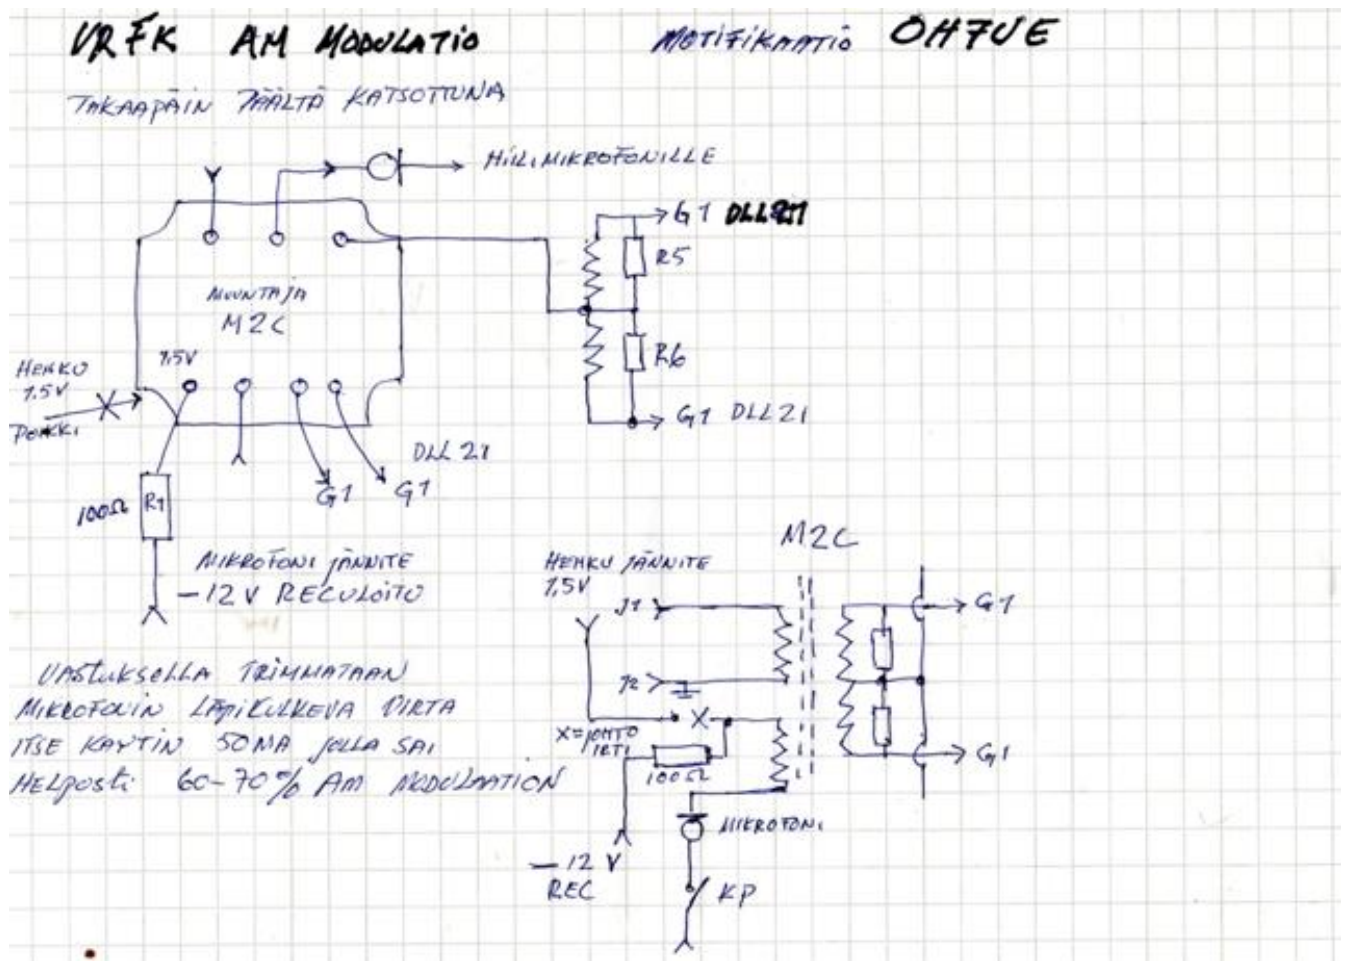 VRFK AM MODULATIO MOTIFIKAATIO OH7UE
TAKAAPÄIN PÄÄLTÄ KATSOTTUNA
HIILIMIKROFONILLE
G1 DLL21
R5
MUUNTAJA
M2C
R6
1.5V
HEHKU
1.5V
POIKKI
G1 DLL21
DLL 21
G1 G1
100Ω R1
M2C
MIKROFONI JÄNNITE
-12 V REGULOITU
HEHKU JÄNNITE
1,5V
J1
G1
J2
X=JOHTO
IRTI
X
100Ω
G1
VASTUKSELLA TRIMMATAAN
MIKROFONIN LÄPIKULKEVA VIRTA
ITSE KÄYTIN 50MA JOLLA SAI
HELPOSTI 60-70% AM MODULAATION
MIKROFONI
-12 V
REC
KP